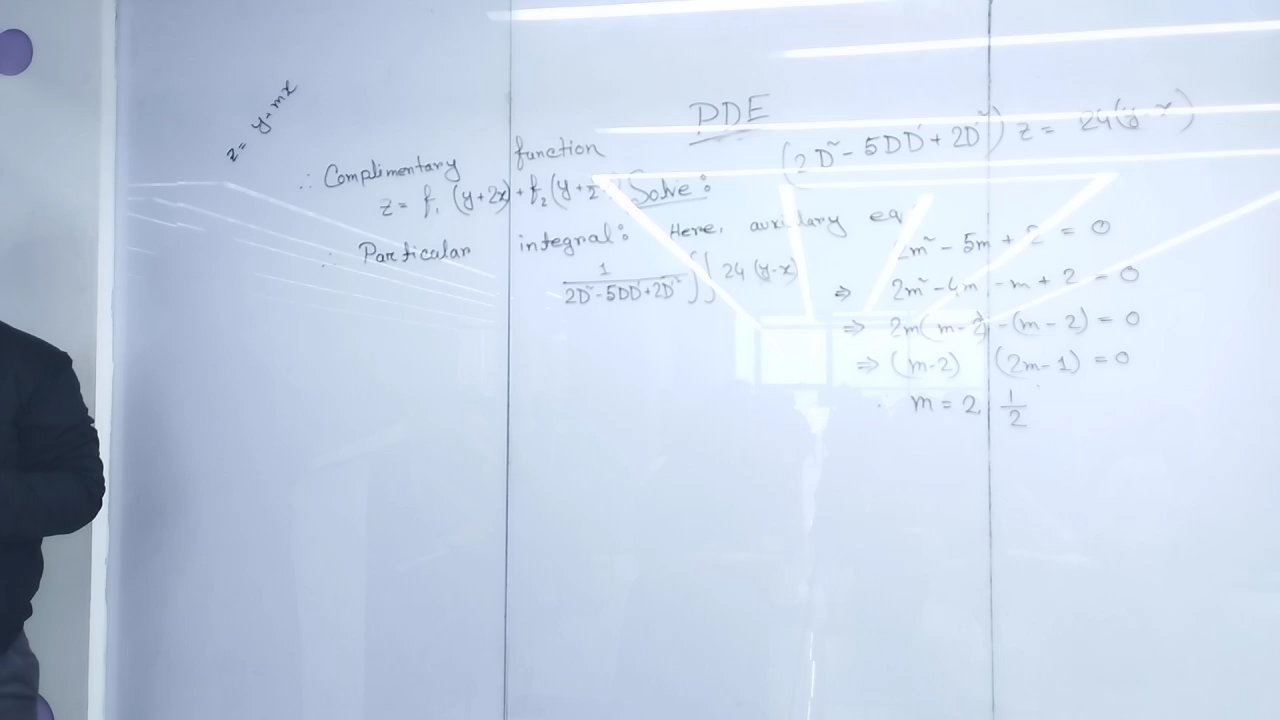 PDE
(2D² - 5DD' + 2D'²) z = 24(y-x)
z = y-mx
∴ Complimentary function
z = f₁ (y+2x) + f₂ (y+
Solve :
∴ Particular integral :
1/(2D² - 5DD' + 2D'²) ∫∫ 24 (y-x)
Here, auxilary eq
2m² - 5m + 2 = 0
⇒ 2m² - 4m - m + 2 = 0
⇒ 2m(m-2) - (m-2) = 0
⇒ (m-2) (2m-1) = 0
∴ m = 2, 1/2